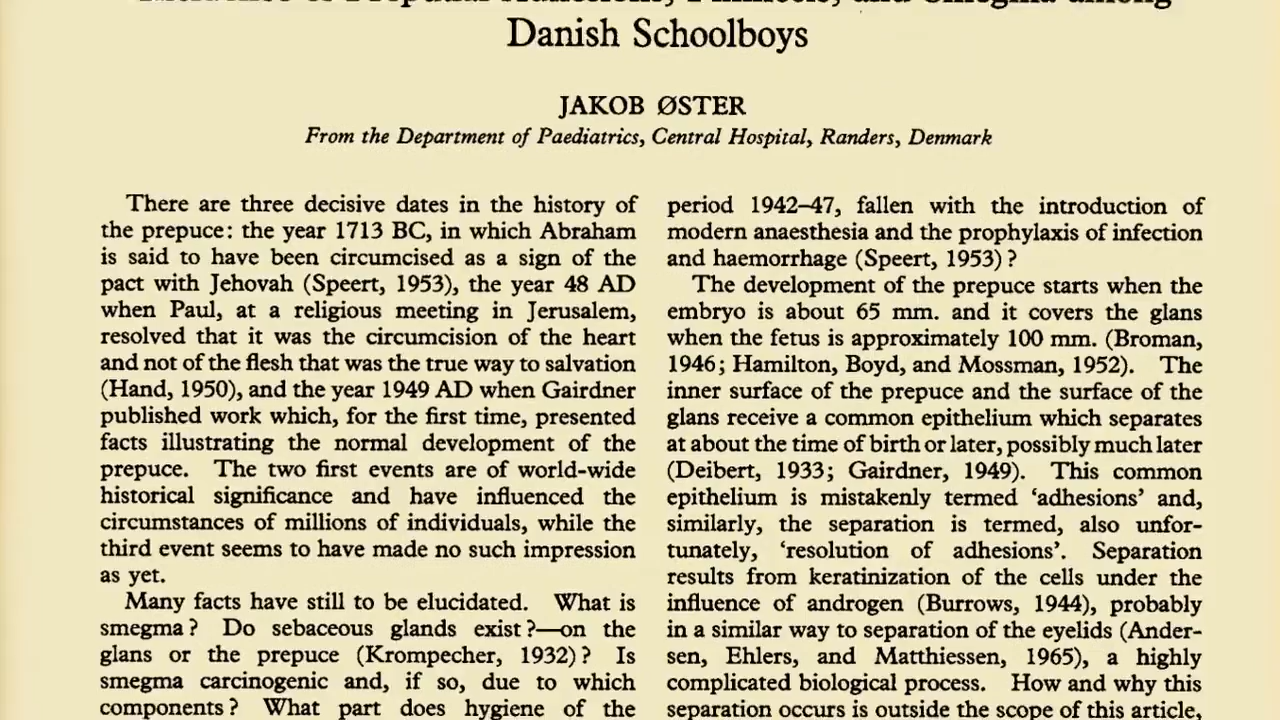 Incidence of Preputial Adhesions, Phimosis, and Smegma among
Danish Schoolboys
JAKOB ØSTER
From the Department of Paediatrics, Central Hospital, Randers, Denmark
There are three decisive dates in the history of
the prepuce: the year 1713 BC, in which Abraham
is said to have been circumcised as a sign of the
pact with Jehovah (Speert, 1953), the year 48 AD
when Paul, at a religious meeting in Jerusalem,
resolved that it was the circumcision of the heart
and not of the flesh that was the true way to salvation
(Hand, 1950), and the year 1949 AD when Gairdner
published work which, for the first time, presented
facts illustrating the normal development of the
prepuce. The two first events are of world-wide
historical significance and have influenced the
circumstances of millions of individuals, while the
third event seems to have made no such impression
as yet.
Many facts have still to be elucidated. What is
smegma? Do sebaceous glands exist?—on the
glans or the prepuce (Krompecher, 1932)? Is
smegma carcinogenic and, if so, due to which
components? What part does hygiene of the
period 1942–47, fallen with the introduction of
modern anaesthesia and the prophylaxis of infection
and haemorrhage (Speert, 1953)?
The development of the prepuce starts when the
embryo is about 65 mm. and it covers the glans
when the fetus is approximately 100 mm. (Broman,
1946; Hamilton, Boyd, and Mossman, 1952). The
inner surface of the prepuce and the surface of the
glans receive a common epithelium which separates
at about the time of birth or later, possibly much later
(Deibert, 1933; Gairdner, 1949). This common
epithelium is mistakenly termed ‘adhesions’ and,
similarly, the separation is termed, also unfor-
tunately, ‘resolution of adhesions’. Separation
results from keratinization of the cells under the
influence of androgen (Burrows, 1944), probably
in a similar way to separation of the eyelids (Ander-
sen, Ehlers, and Matthiessen, 1965), a highly
complicated biological process. How and why this
separation occurs is outside the scope of this article,